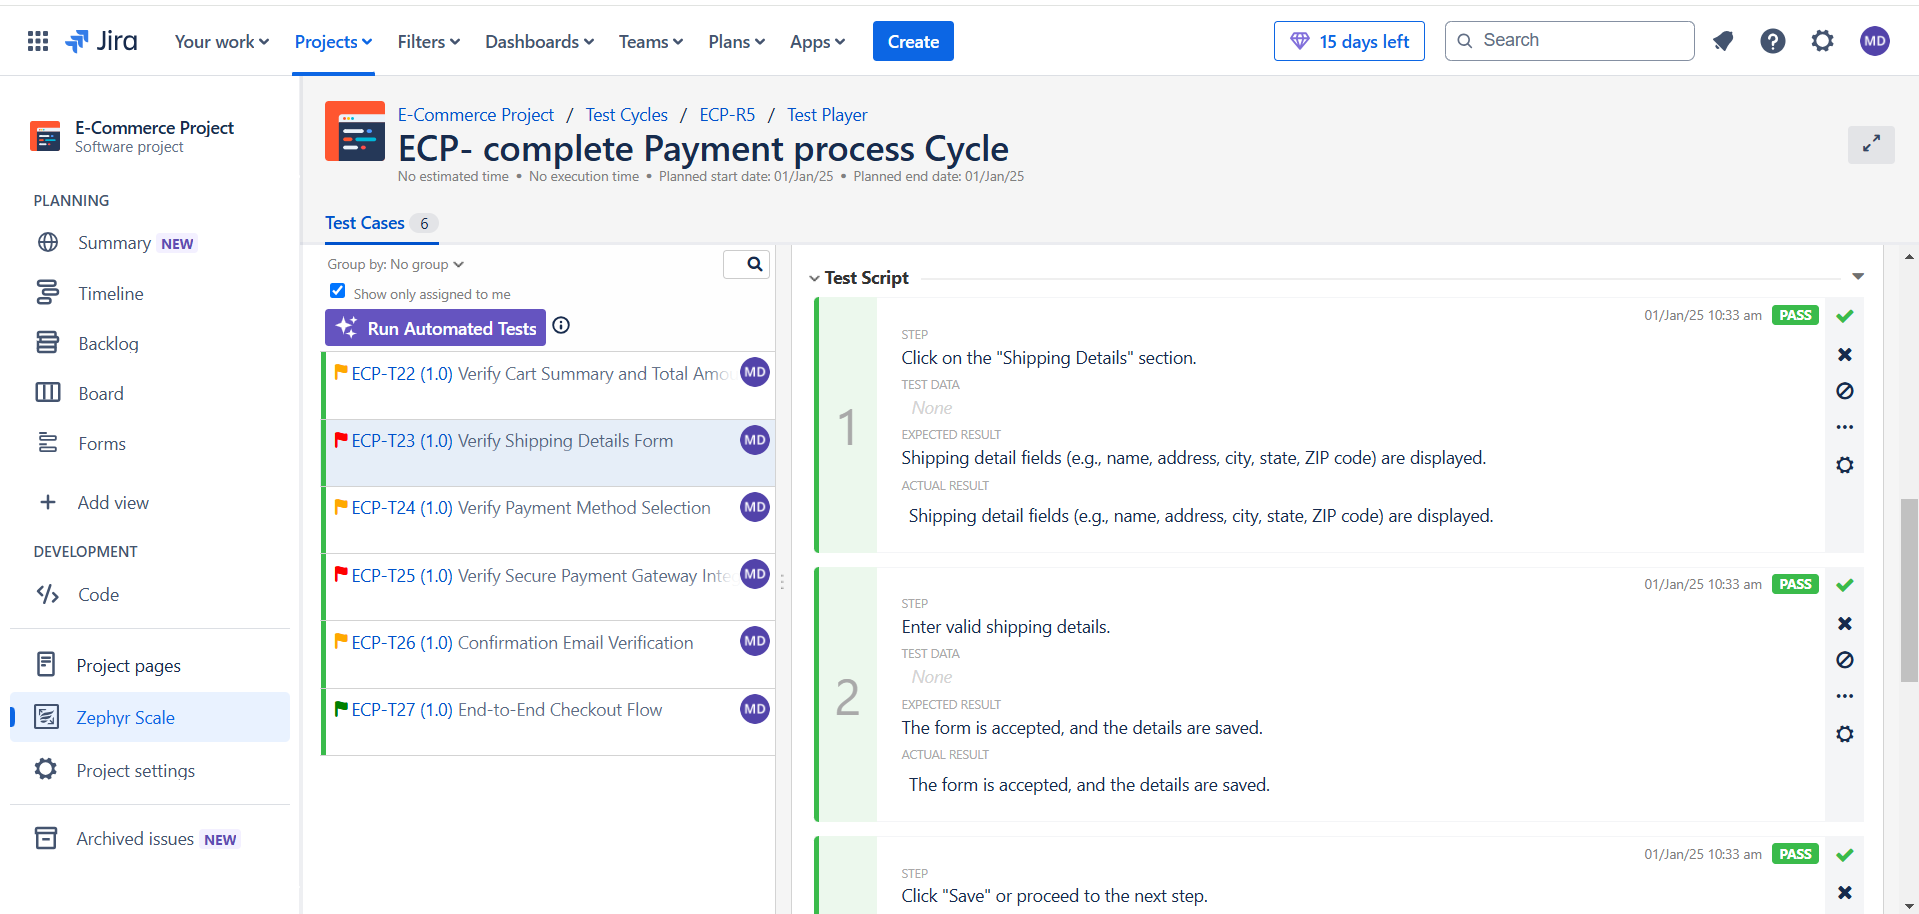 Jira
Your work
Projects
Filters
Dashboards
Teams
Plans
Apps
Create
15 days left
Search
MD
E-Commerce Project
Software project
PLANNING
Summary NEW
Timeline
Backlog
Board
Forms
Add view
DEVELOPMENT
Code
Project pages
Zephyr Scale
Project settings
Archived issues NEW
E-Commerce Project / Test Cycles / ECP-R5 / Test Player
ECP- complete Payment process Cycle
No estimated time • No execution time • Planned start date: 01/Jan/25 • Planned end date: 01/Jan/25
Test Cases 6
Group by: No group
Show only assigned to me
Run Automated Tests
ECP-T22 (1.0) Verify Cart Summary and Total Amou
MD
ECP-T23 (1.0) Verify Shipping Details Form
MD
ECP-T24 (1.0) Verify Payment Method Selection
MD
ECP-T25 (1.0) Verify Secure Payment Gateway Inte
MD
ECP-T26 (1.0) Confirmation Email Verification
MD
ECP-T27 (1.0) End-to-End Checkout Flow
MD
Test Script
1
01/Jan/25 10:33 am PASS
STEP
Click on the "Shipping Details" section.
TEST DATA
None
EXPECTED RESULT
Shipping detail fields (e.g., name, address, city, state, ZIP code) are displayed.
ACTUAL RESULT
Shipping detail fields (e.g., name, address, city, state, ZIP code) are displayed.
2
01/Jan/25 10:33 am PASS
STEP
Enter valid shipping details.
TEST DATA
None
EXPECTED RESULT
The form is accepted, and the details are saved.
ACTUAL RESULT
The form is accepted, and the details are saved.
01/Jan/25 10:33 am PASS
STEP
Click "Save" or proceed to the next step.